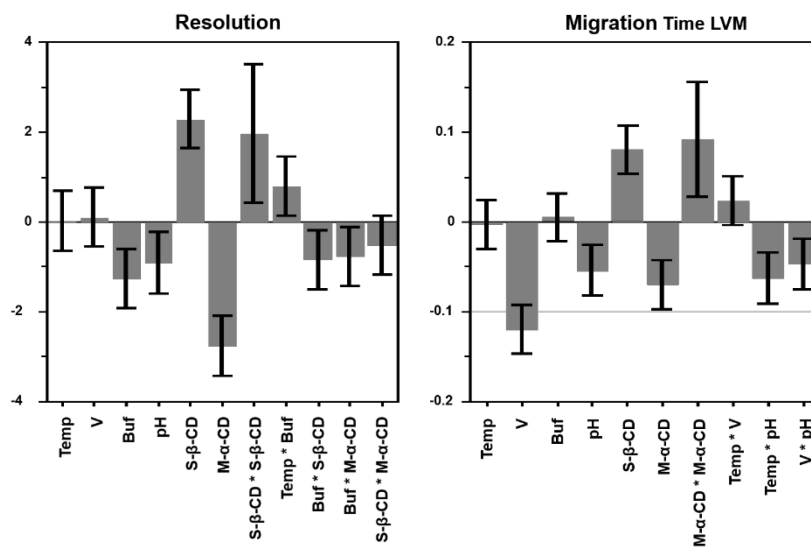 Resolution
4
2
0
-2
-4
Temp
V
Buf
pH
S-β-CD
M-α-CD
S-β-CD * S-β-CD
Temp * Buf
Buf * S-β-CD
Buf * M-α-CD
S-β-CD * M-α-CD
Migration Time LVM
0.2
0.1
0
-0.1
-0.2
Temp
V
Buf
pH
S-β-CD
M-α-CD
M-α-CD * M-α-CD
Temp * V
Temp * pH
V * pH